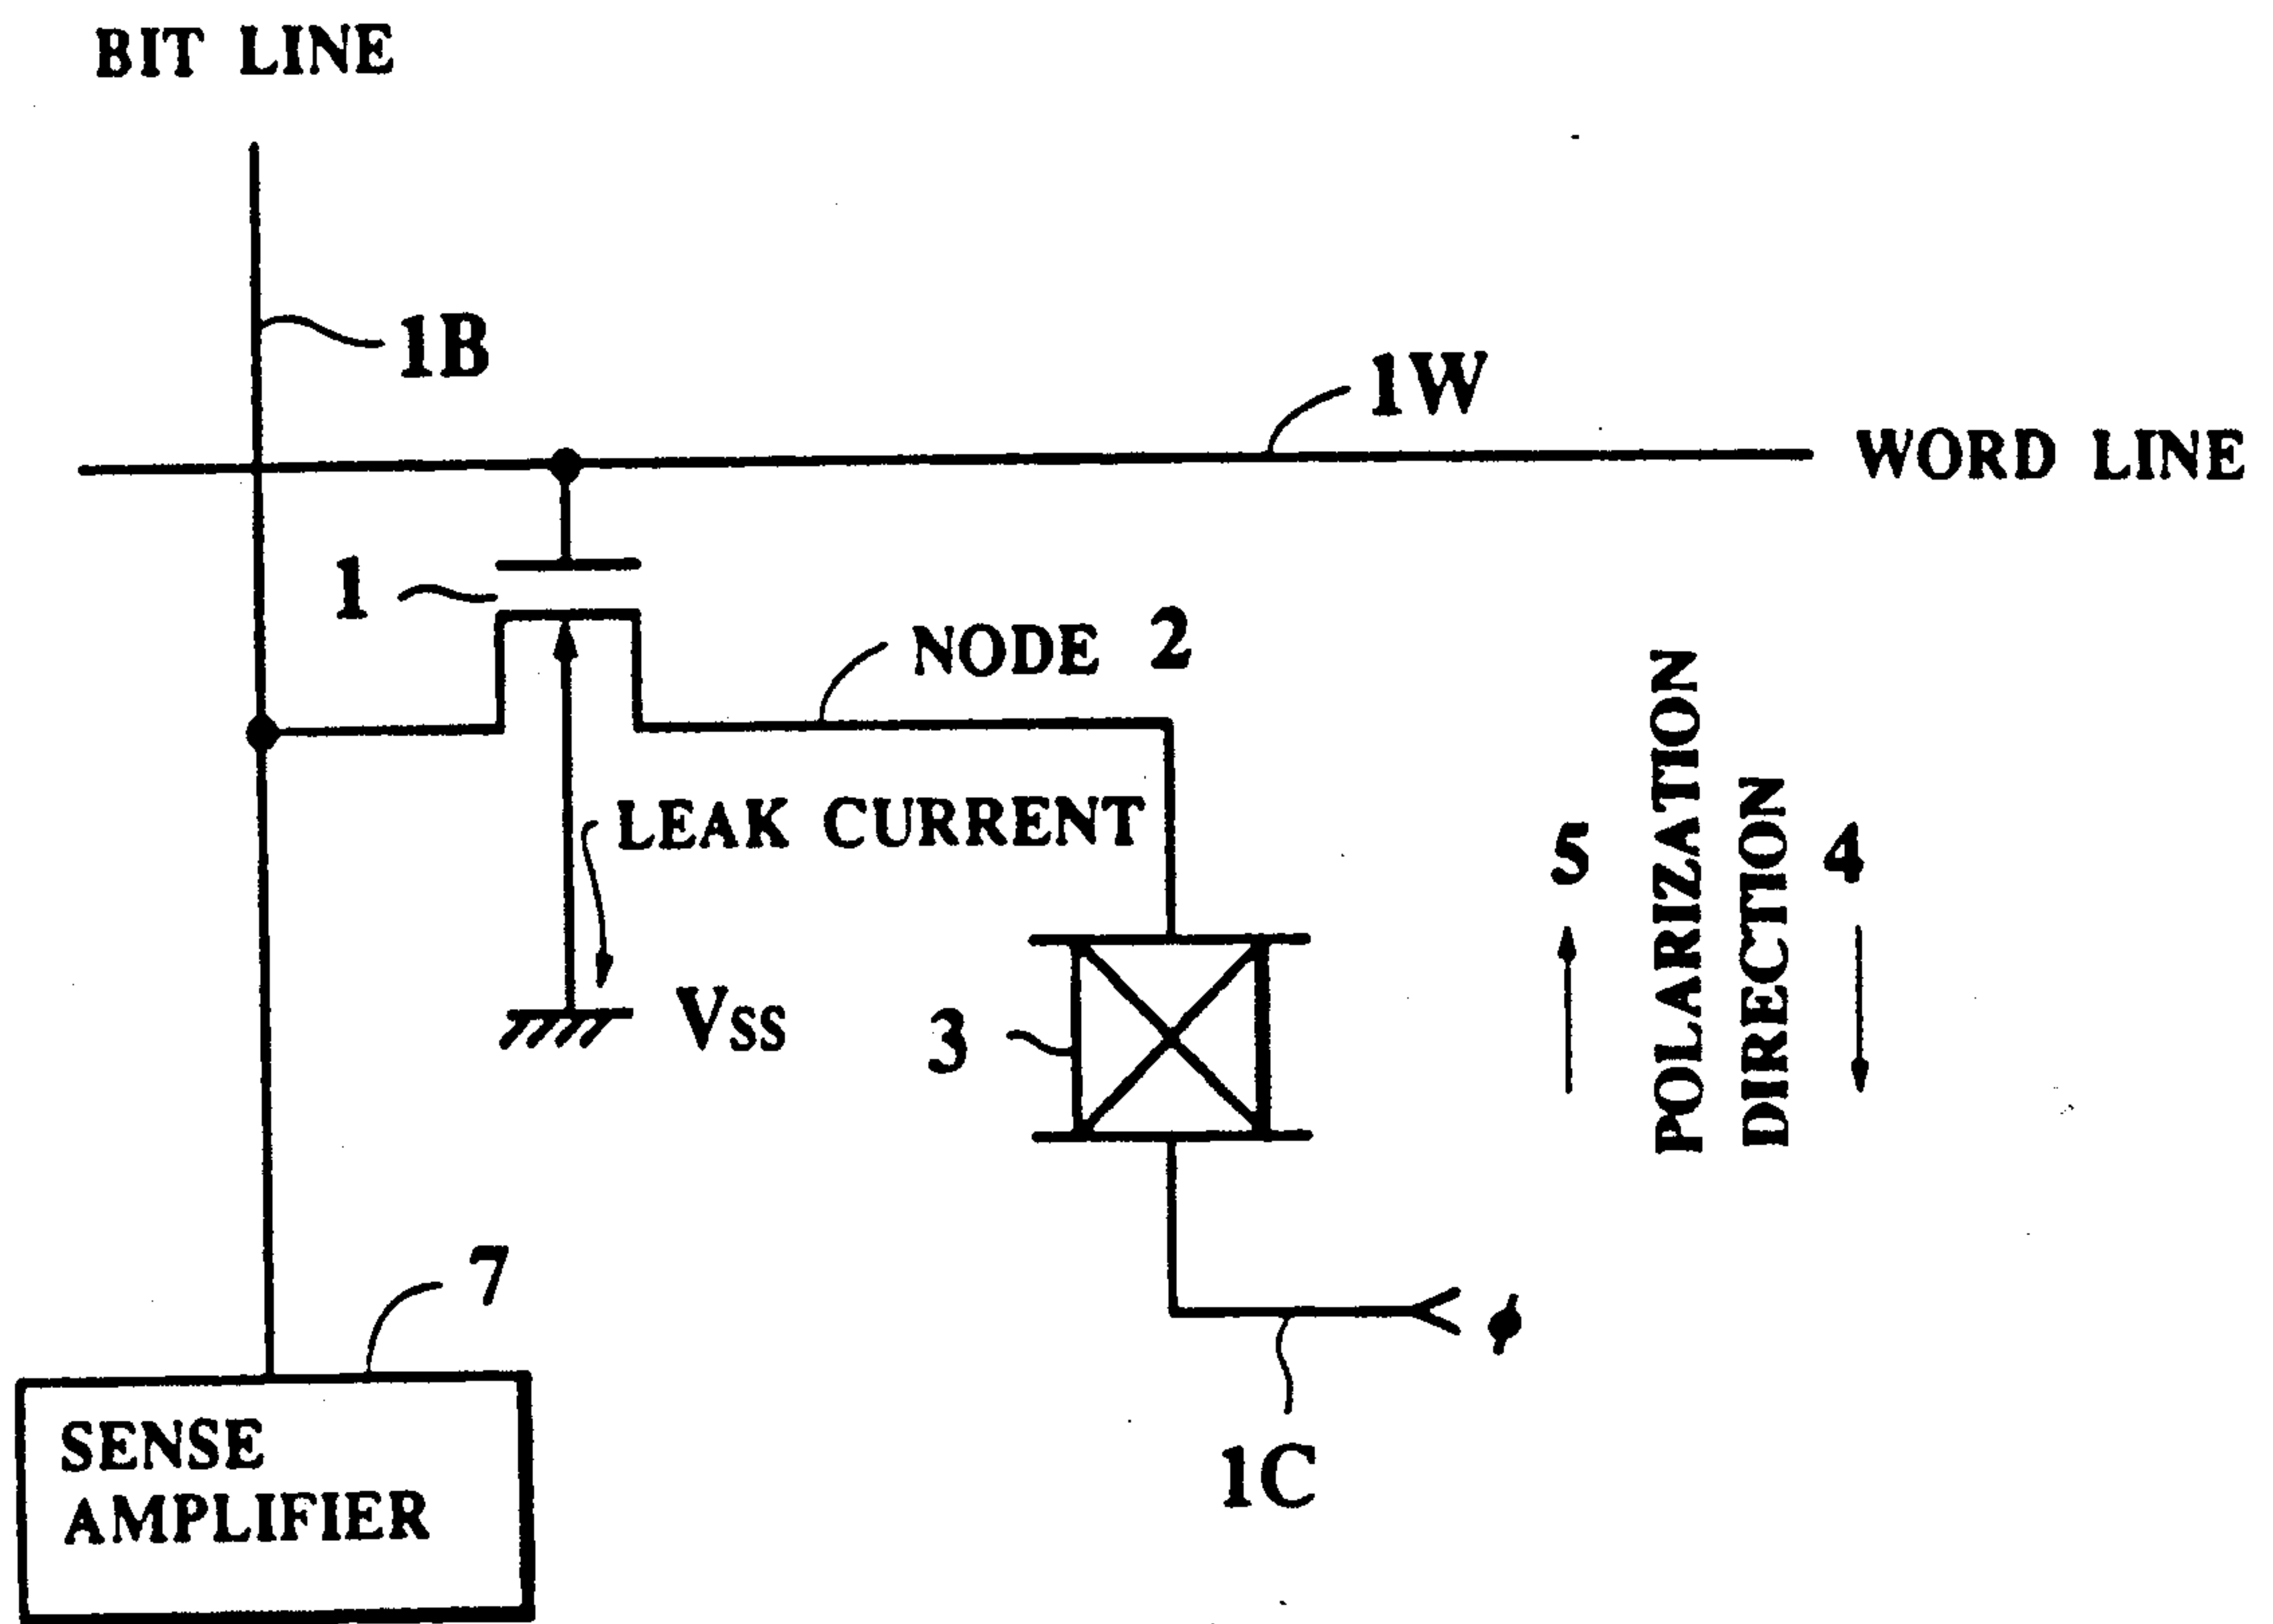 BIT LINE
1B
1W
WORD LINE
1
NODE 2
LEAK CURRENT
5
POLARIZATION
DIRECTION
4
VSS
3
7
ϕ
SENSE
AMPLIFIER
1C